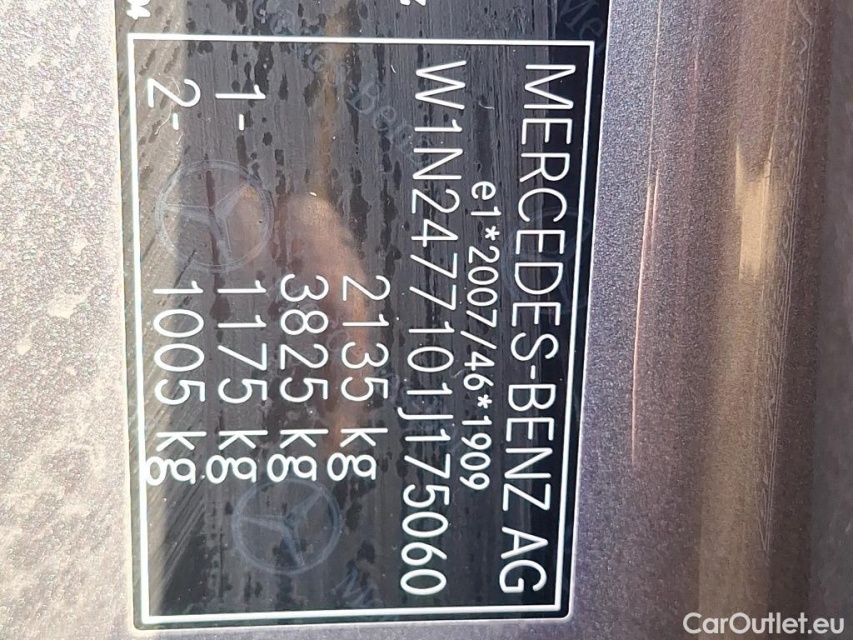 MERCEDES-BENZ AG
e1*2007/46*1909
W1N2477101J175060
2135 kg
3825 kg
1- 1175 kg
2- 1005 kg
CarOutlet.eu